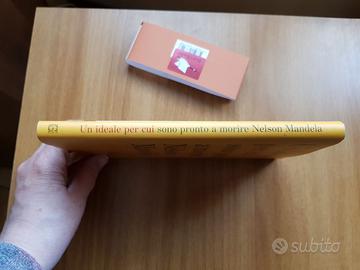 Un ideale per cui sono pronto a morire Nelson Mandela
subito